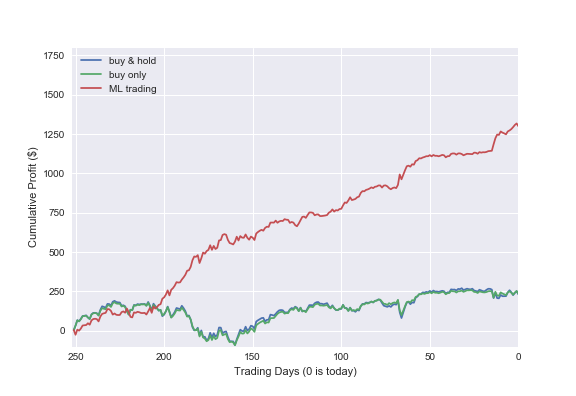 1750
1500
1250
1000
750
500
250
0
Cumulative Profit ($)
buy & hold
buy only
ML trading
250
200
150
100
50
0
Trading Days (0 is today)